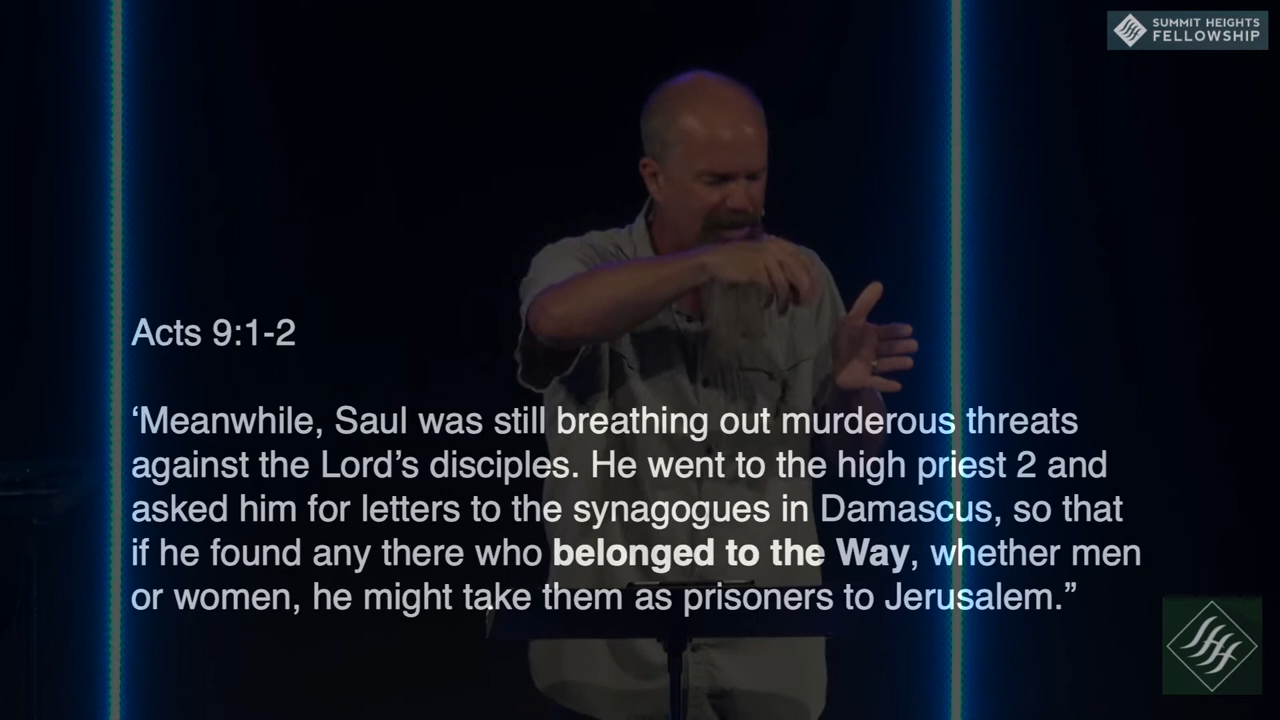 SUMMIT HEIGHTS
FELLOWSHIP
Acts 9:1-2
‘Meanwhile, Saul was still breathing out murderous threats
against the Lord’s disciples. He went to the high priest 2 and
asked him for letters to the synagogues in Damascus, so that
if he found any there who belonged to the Way, whether men
or women, he might take them as prisoners to Jerusalem.”